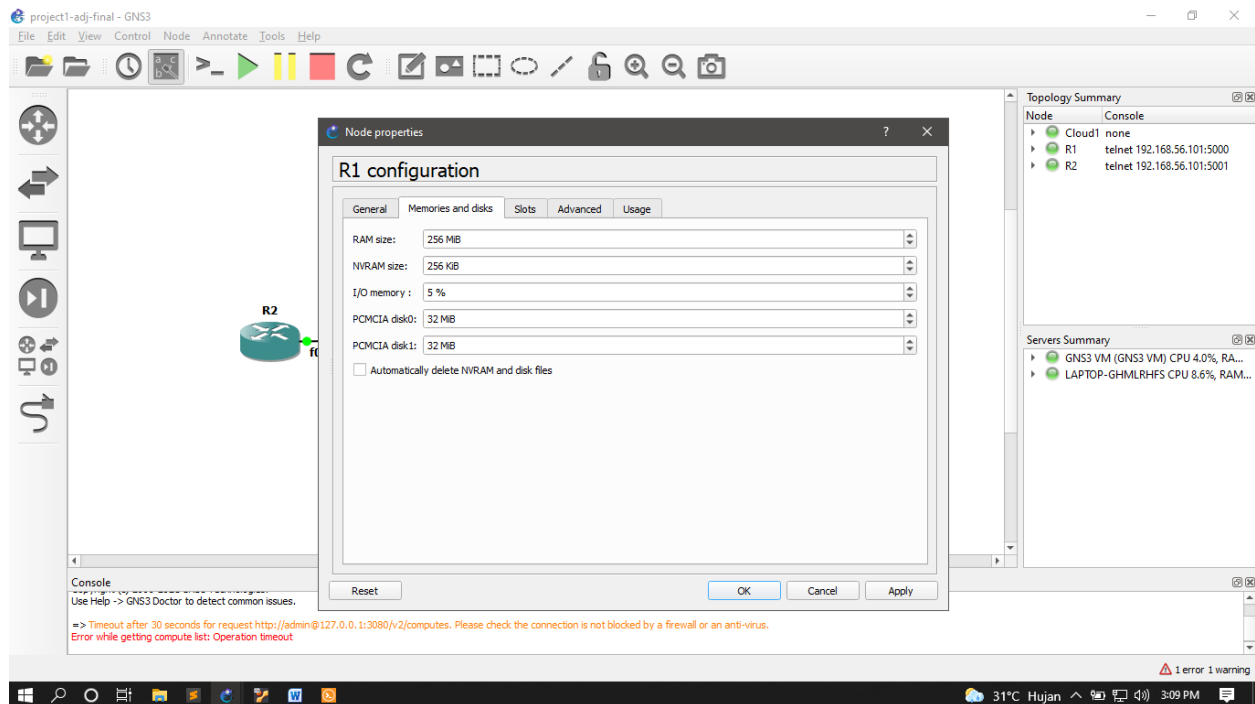 project1-adj-final - GNS3
File Edit View Control Node Annotate Tools Help
Node properties
?
R1 configuration
General Memories and disks Slots Advanced Usage
RAM size: 256 MiB
NVRAM size: 256 KiB
I/O memory : 5 %
PCMCIA disk0: 32 MiB
PCMCIA disk1: 32 MiB
Automatically delete NVRAM and disk files
Reset OK Cancel Apply
R2
Topology Summary
Node Console
Cloud1 none
R1 telnet 192.168.56.101:5000
R2 telnet 192.168.56.101:5001
Servers Summary
GNS3 VM (GNS3 VM) CPU 4.0%, RA...
LAPTOP-GHMLRHFS CPU 8.6%, RAM...
Console
Use Help -> GNS3 Doctor to detect common issues.
=> Timeout after 30 seconds for request http://admin@127.0.0.1:3080/v2/computes. Please check the connection is not blocked by a firewall or an anti-virus.
Error while getting compute list: Operation timeout
1 error 1 warning
31°C Hujan 3:09 PM